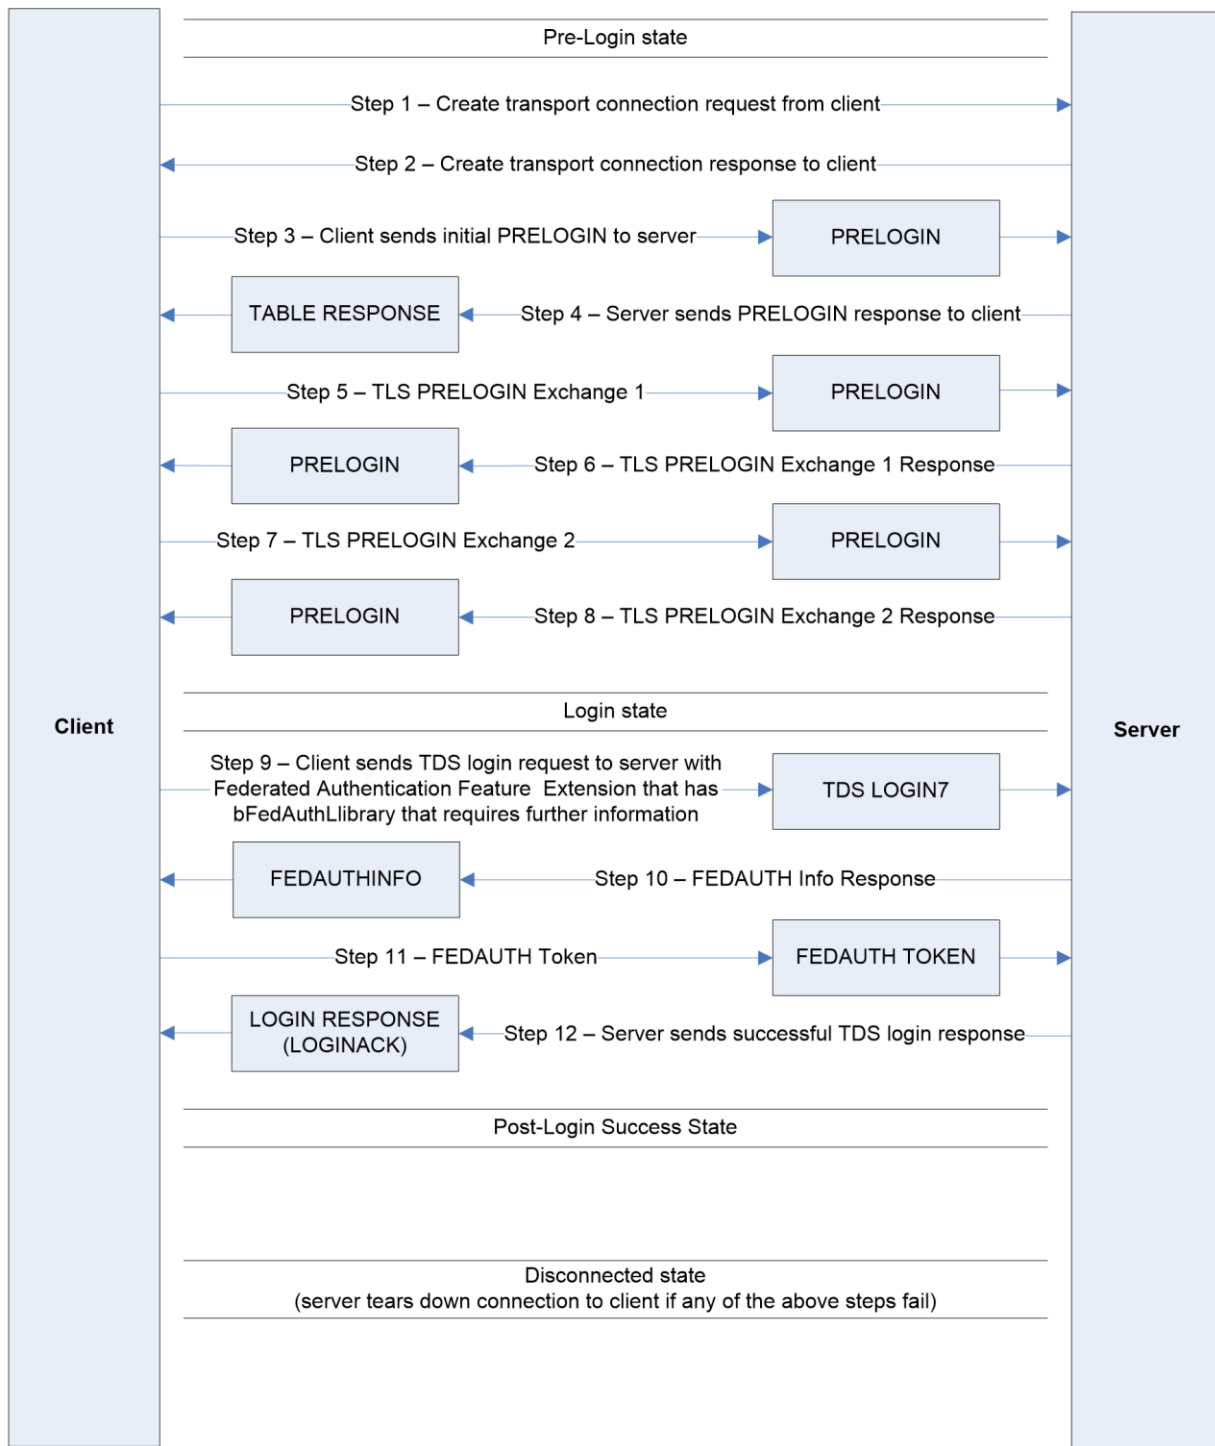 Pre-Login state
Step 1 – Create transport connection request from client
Step 2 – Create transport connection response to client
Step 3 – Client sends initial PRELOGIN to server
PRELOGIN
TABLE RESPONSE
Step 4 – Server sends PRELOGIN response to client
Step 5 – TLS PRELOGIN Exchange 1
PRELOGIN
PRELOGIN
Step 6 – TLS PRELOGIN Exchange 1 Response
Step 7 – TLS PRELOGIN Exchange 2
PRELOGIN
PRELOGIN
Step 8 – TLS PRELOGIN Exchange 2 Response
Client
Login state
Server
Step 9 – Client sends TDS login request to server with
Federated Authentication Feature  Extension that has
bFedAuthLlibrary that requires further information
TDS LOGIN7
FEDAUTHINFO
Step 10 – FEDAUTH Info Response
Step 11 – FEDAUTH Token
FEDAUTH TOKEN
LOGIN RESPONSE
(LOGINACK)
Step 12 – Server sends successful TDS login response
Post-Login Success State
Disconnected state
(server tears down connection to client if any of the above steps fail)